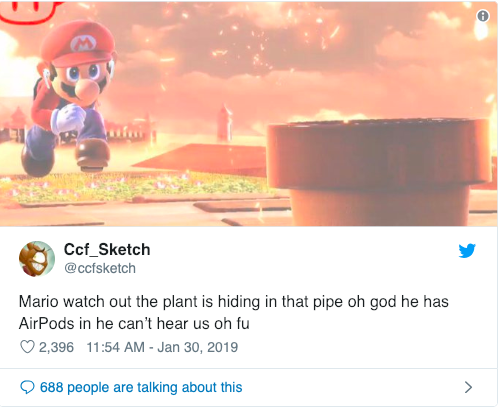 M
Ccf_Sketch
@ccfsketch
Mario watch out the plant is hiding in that pipe oh god he has
AirPods in he can't hear us oh fu
2,396 11:54 AM - Jan 30, 2019
688 people are talking about this